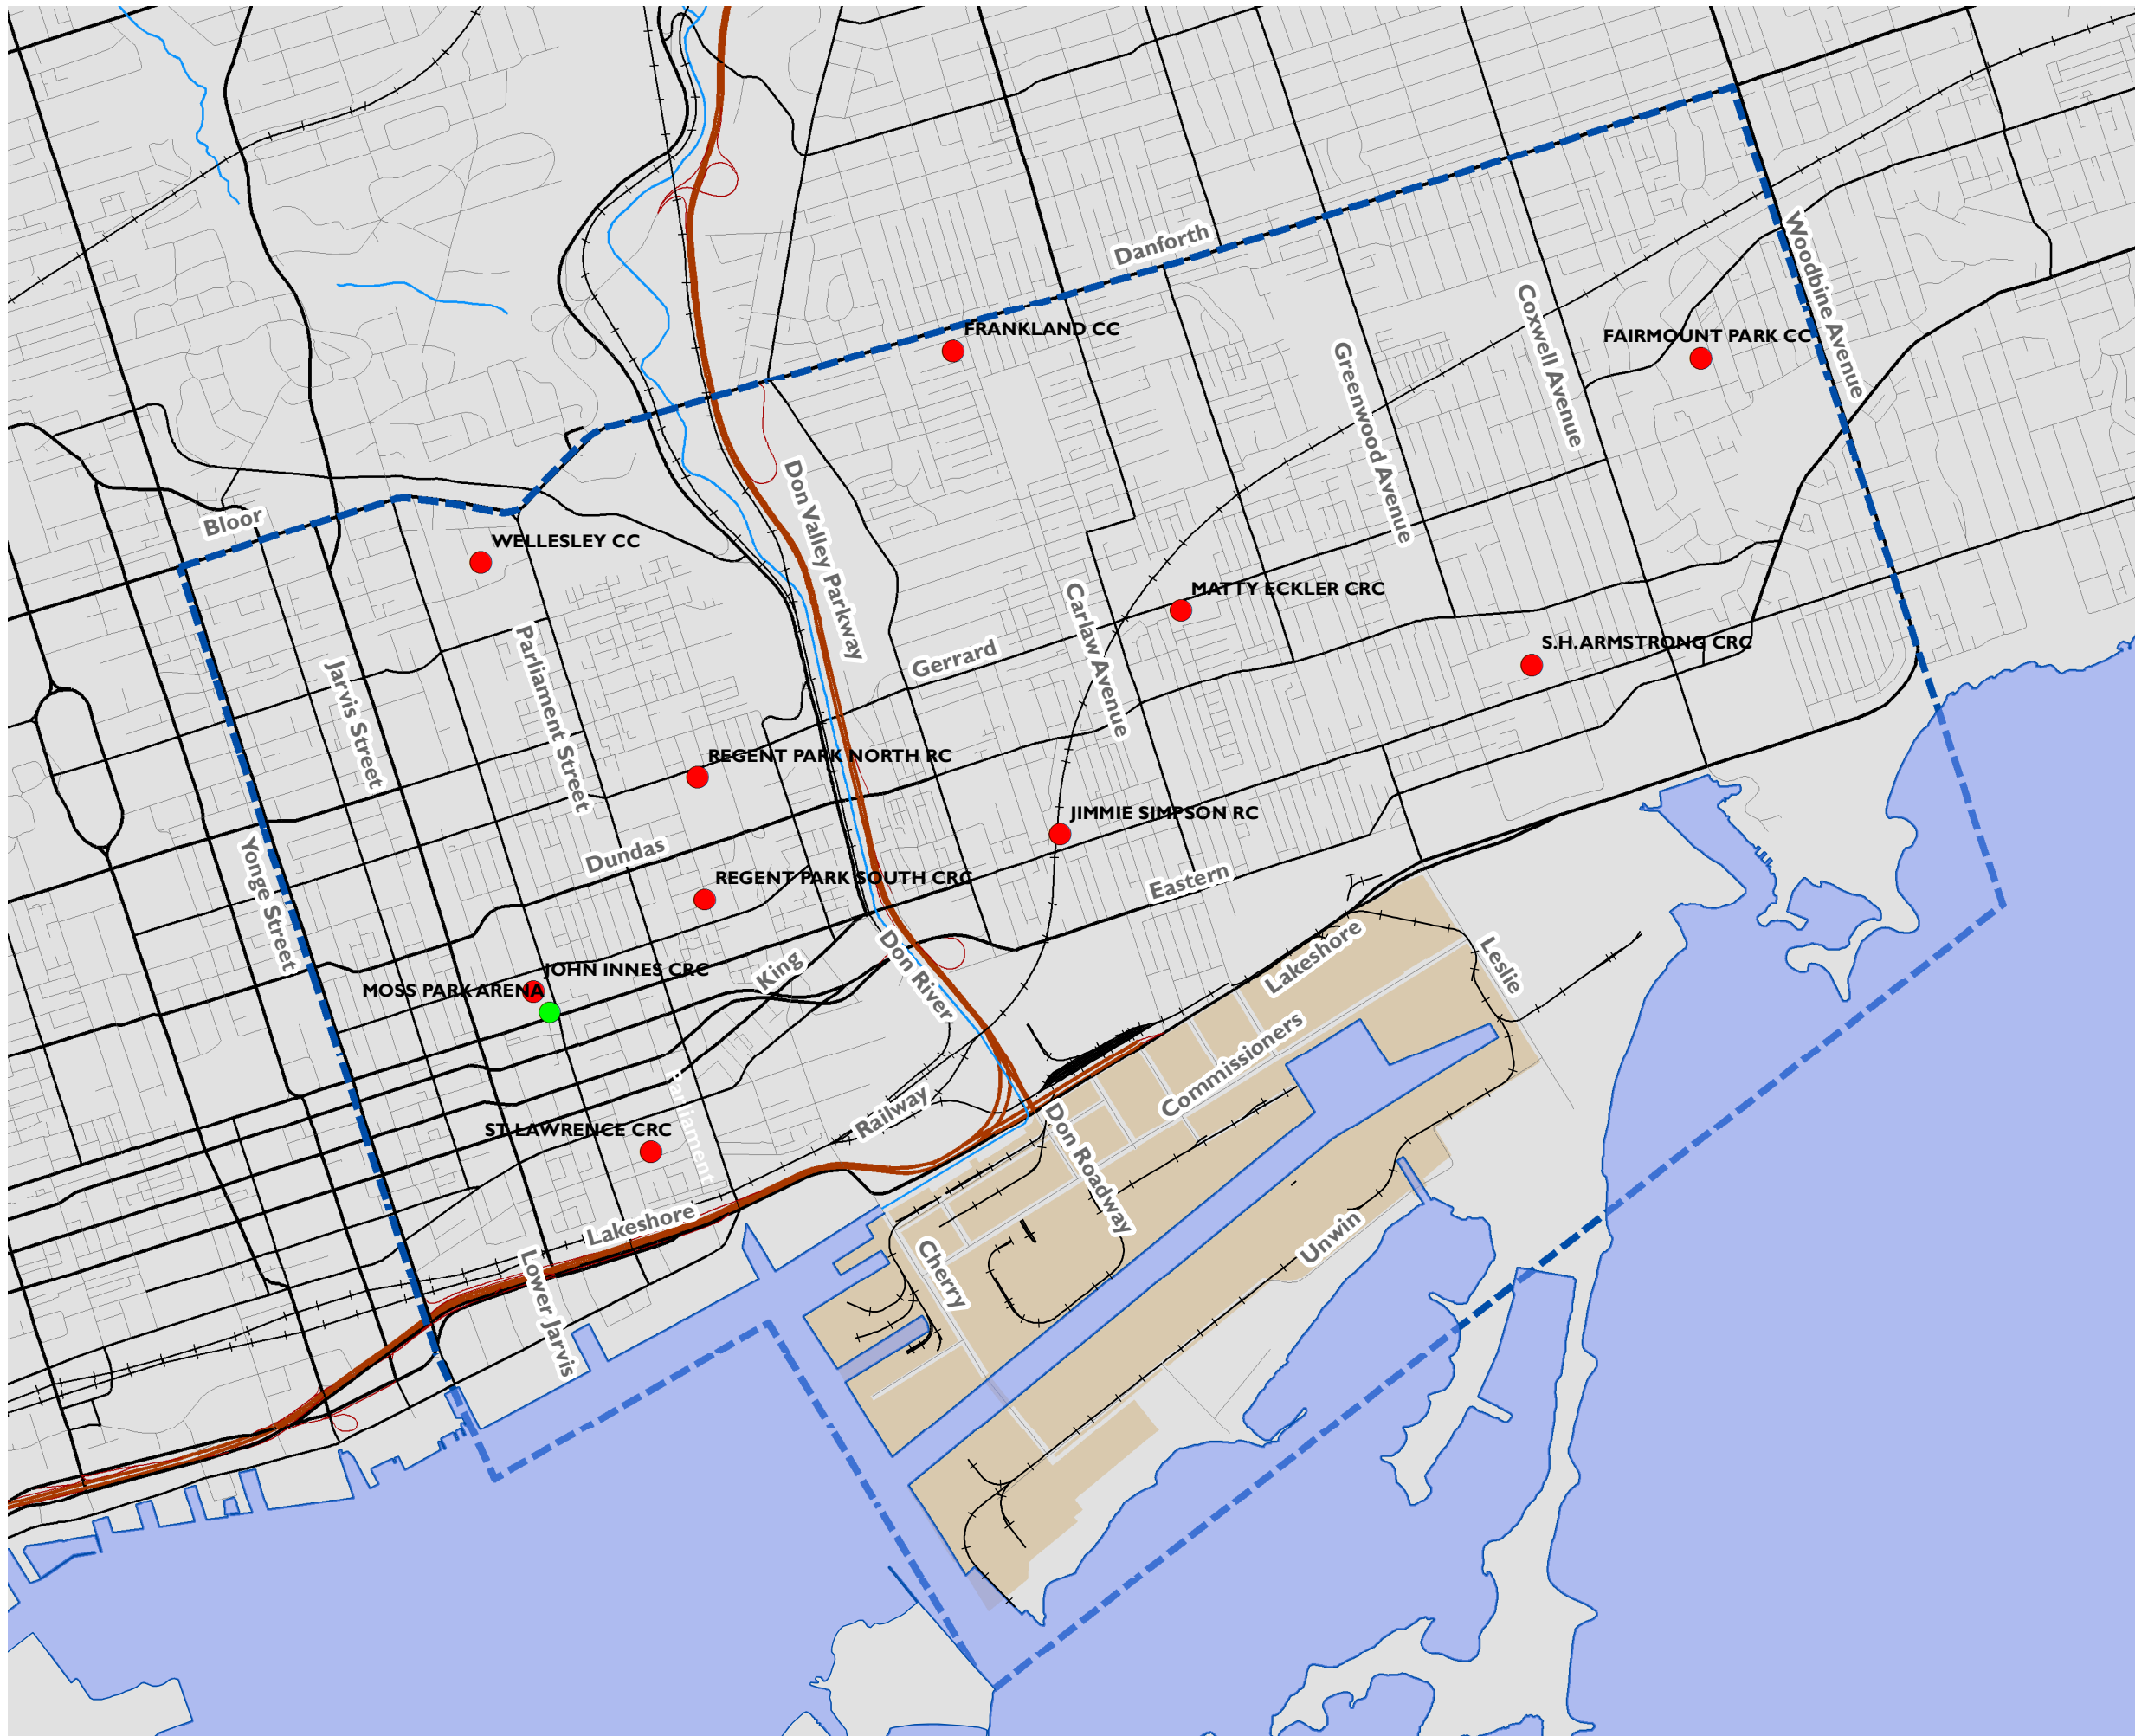 Danforth
Woodbine Avenue
Coxwell Avenue
FRANKLAND CC
FAIRMOUNT PARK CC
Greenwood Avenue
Bloor
Don Valley Parkway
WELLESLEY CC
MATTY ECKLER CRC
Carlaw Avenue
S.H.ARMSTRONG CRC
Parliament Street
Gerrard
Jarvis Street
REGENT PARK NORTH RC
JIMMIE SIMPSON RC
Yonge Street
Dundas
REGENT PARK SOUTH CRC
Eastern
Don River
King
Lakeshore
Leslie
JOHN INNES CRC
MOSS PARK ARENA
Commissioners
Parliament
Railway
Don Roadway
ST LAWRENCE CRC
Lakeshore
Unwin
Cherry
Lower Jarvis